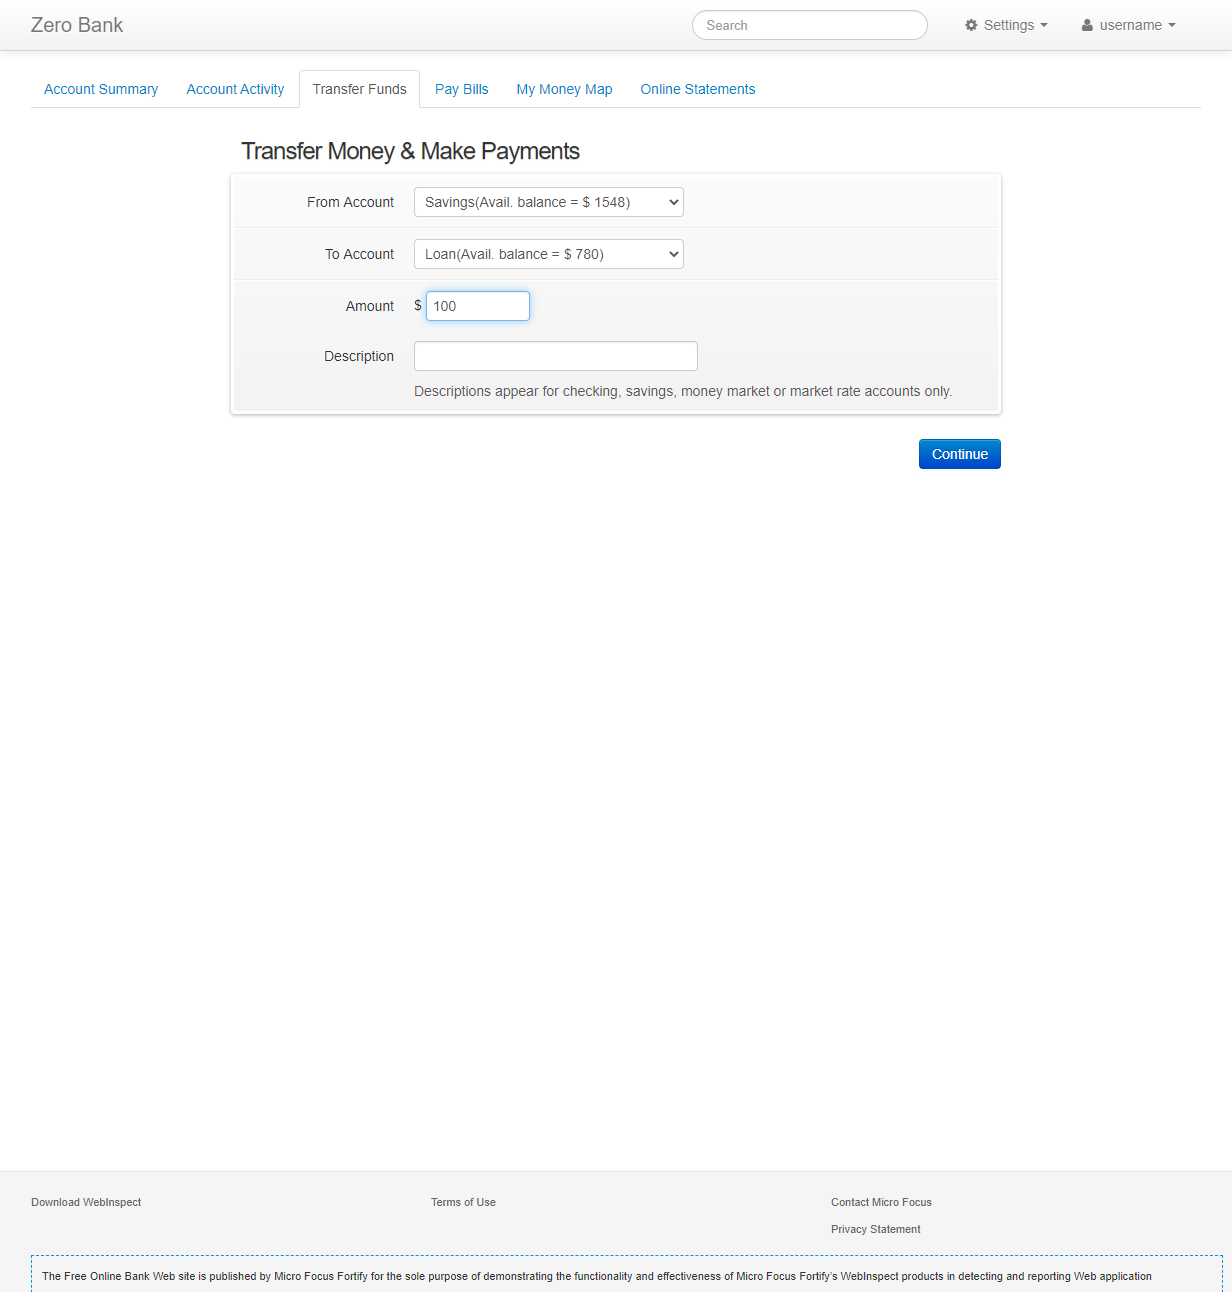 Zero Bank
Search
Settings
username
Account Summary
Account Activity
Transfer Funds
Pay Bills
My Money Map
Online Statements
Transfer Money & Make Payments
From Account
Savings(Avail. balance = $ 1548)
To Account
Loan(Avail. balance = $ 780)
Amount
$ 100
Description
Descriptions appear for checking, savings, money market or market rate accounts only.
Continue
Download WebInspect
Terms of Use
Contact Micro Focus
Privacy Statement
The Free Online Bank Web site is published by Micro Focus Fortify for the sole purpose of demonstrating the functionality and effectiveness of Micro Focus Fortify's WebInspect products in detecting and reporting Web application